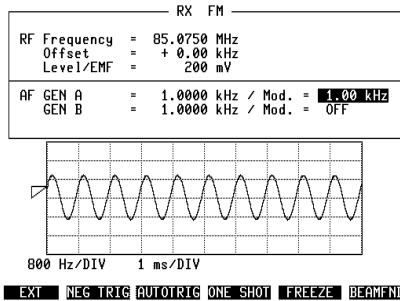 RX FM
RF Frequency = 85.0750 MHz
Offset = + 0.00 kHz
Level/EMF = 200 mV
AF GEN A = 1.0000 kHz / Mod. = 1.00 kHz
GEN B = 1.0000 kHz / Mod. = OFF
800 Hz/DIV 1 ms/DIV
EXT NEG TRIG AUTOTRIG ONE SHOT FREEZE BEAMFND